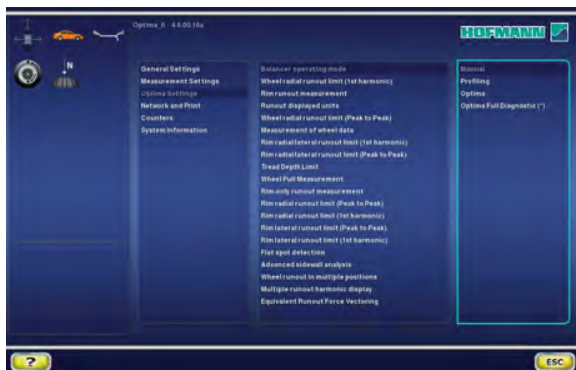 Optima_II - 4.6.00.16a
HOFMANN
N
General Settings
Measurement Settings
Optima Settings
Network and Print
Counters
System Information
Balancer operating mode
Wheel radial runout limit (1st harmonic)
Rim runout measurement
Runout displayed units
Wheel radial runout limit (Peak to Peak)
Measurement of wheel data
Rim radial/lateral runout limit (1st harmonic)
Rim radial/lateral runout limit (Peak to Peak)
Tread Depth Limit
Wheel Pull Measurement
Rim-only runout measurement
Rim radial runout limit (Peak to Peak)
Rim radial runout limit (1st harmonic)
Rim lateral runout limit (Peak to Peak)
Rim lateral runout limit (1st harmonic)
Flat spot detection
Advanced sidewall analysis
Wheel runout in multiple positions
Multiple runout harmonic display
Equivalent Runout Force Vectoring
Manual
Profiling
Optima
Optima Full Diagnostic (*)
?
ESC